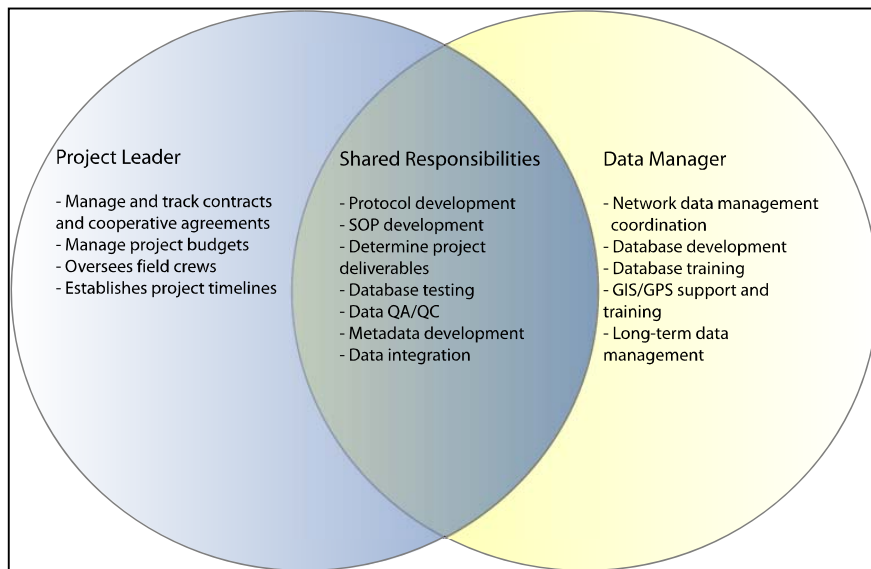 Project Leader
- Manage and track contracts
and cooperative agreements
- Manage project budgets
- Oversees field crews
- Establishes project timelines
Shared Responsibilities
- Protocol development
- SOP development
- Determine project
deliverables
- Database testing
- Data QA/QC
- Metadata development
- Data integration
Data Manager
- Network data management
coordination
- Database development
- Database training
- GIS/GPS support and
training
- Long-term data
management